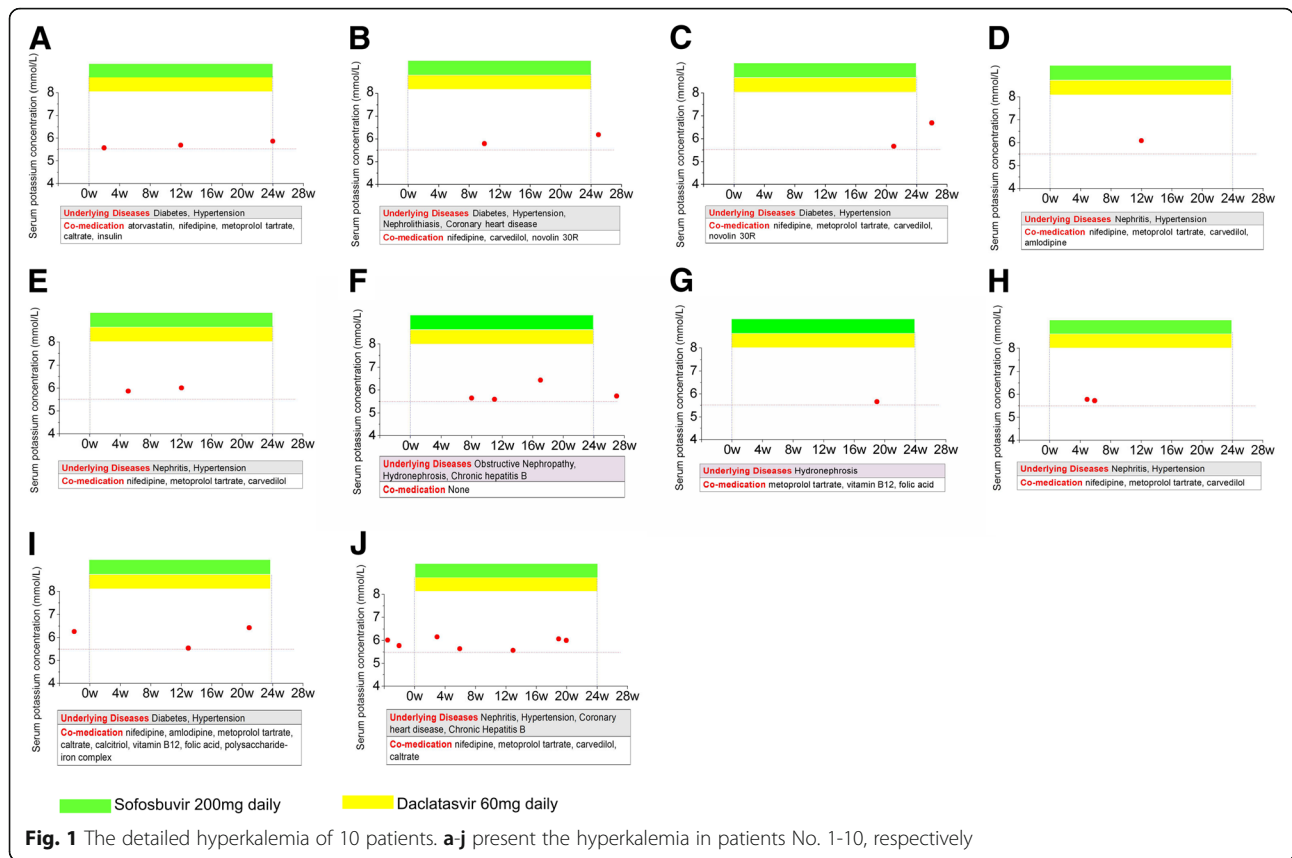 A
Serum potassium concentration (mmol/L)
8
7
6
5
4
0w 4w 8w 12w 16w 20w 24w 28w
Underlying Diseases Diabetes, Hypertension
Co-medication atorvastatin, nifedipine, metoprolol tartrate,
caltrate, insulin
B
Serum potassium concentration (mmol/L)
8
7
6
5
4
0w 4w 8w 12w 16w 20w 24w 28w
Underlying Diseases Diabetes, Hypertension,
Nephrolithiasis, Coronary heart disease
Co-medication nifedipine, carvedilol, novolin 30R
C
Serum potassium concentration (mmol/L)
8
7
6
5
4
0w 4w 8w 12w 16w 20w 24w 28w
Underlying Diseases Diabetes, Hypertension
Co-medication nifedipine, metoprolol tartrate, carvedilol,
novolin 30R
D
Serum potassium concentration (mmol/L)
8
7
6
5
4
0w 4w 8w 12w 16w 20w 24w 28w
Underlying Diseases Nephritis, Hypertension
Co-medication nifedipine, metoprolol tartrate, carvedilol,
amlodipine
E
Serum potassium concentration (mmol/L)
8
7
6
5
4
0w 4w 8w 12w 16w 20w 24w 28w
Underlying Diseases Nephritis, Hypertension
Co-medication nifedipine, metoprolol tartrate, carvedilol
F
Serum potassium concentration (mmol/L)
8
7
6
5
4
0w 4w 8w 12w 16w 20w 24w 28w
Underlying Diseases Obstructive Nephropathy,
Hydronephrosis, Chronic hepatitis B
Co-medication None
G
Serum potassium concentration (mmol/L)
8
7
6
5
4
0w 4w 8w 12w 16w 20w 24w 28w
Underlying Diseases Hydronephrosis
Co-medication metoprolol tartrate, vitamin B12, folic acid
H
Serum potassium concentration (mmol/L)
8
7
6
5
4
0w 4w 8w 12w 16w 20w 24w 28w
Underlying Diseases Nephritis, Hypertension
Co-medication nifedipine, metoprolol tartrate, carvedilol
I
Serum potassium concentration (mmol/L)
8
7
6
5
4
0w 4w 8w 12w 16w 20w 24w 28w
Underlying Diseases Diabetes, Hypertension
Co-medication nifedipine, amlodipine, metoprolol tartrate,
caltrate, calcitriol, vitamin B12, folic acid, polysaccharide-
iron complex
J
Serum potassium concentration (mmol/L)
8
7
6
5
4
0w 4w 8w 12w 16w 20w 24w 28w
Underlying Diseases Nephritis, Hypertension, Coronary
heart disease, Chronic Hepatitis B
Co-medication nifedipine, metoprolol tartrate, carvedilol,
caltrate
Sofosbuvir 200mg daily
Daclatasvir 60mg daily
Fig. 1 The detailed hyperkalemia of 10 patients. a-j present the hyperkalemia in patients No. 1-10, respectively